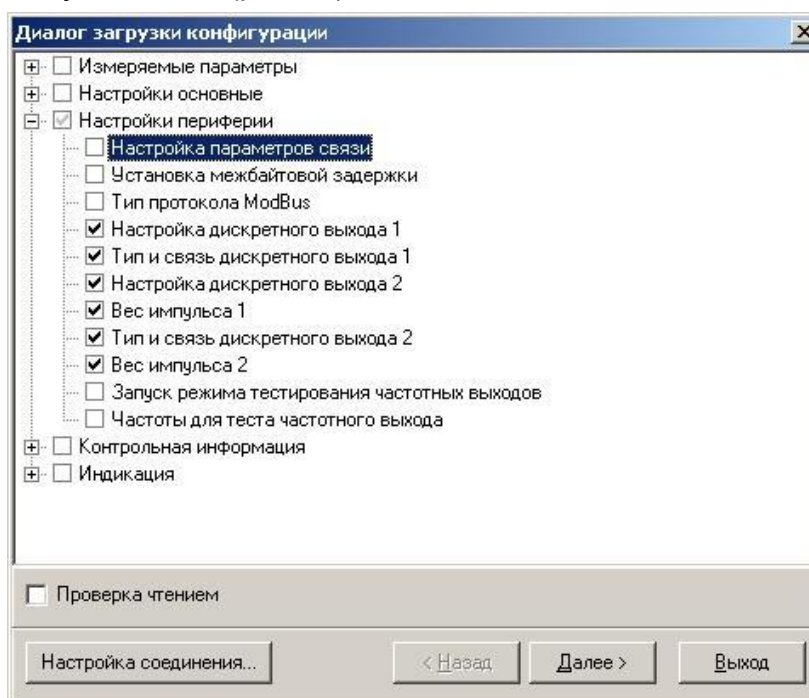 Диалог загрузки конфигурации
Измеряемые параметры
Настройки основные
Настройки периферии
Настройка параметров связи
Установка межбайтовой задержки
Тип протокола ModBus
Настройка дискретного выхода 1
Тип и связь дискретного выхода 1
Настройка дискретного выхода 2
Вес импульса 1
Тип и связь дискретного выхода 2
Вес импульса 2
Запуск режима тестирования частотных выходов
Частоты для теста частотного выхода
Контрольная информация
Индикация
Проверка чтением
Настройка соединения... < Назад Далее > Выход